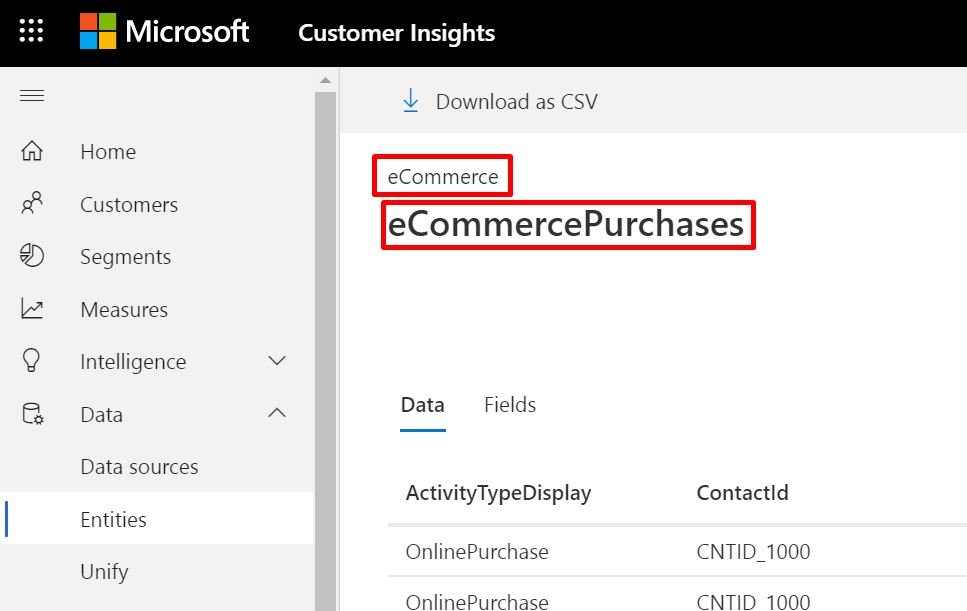 Microsoft Customer Insights
Download as CSV
Home
Customers
Segments
Measures
Intelligence
Data
Data sources
Entities
Unify
eCommerce
eCommercePurchases
Data Fields
ActivityTypeDisplay ContactId
OnlinePurchase CNTID_1000
OnlinePurchase CNTID_1000